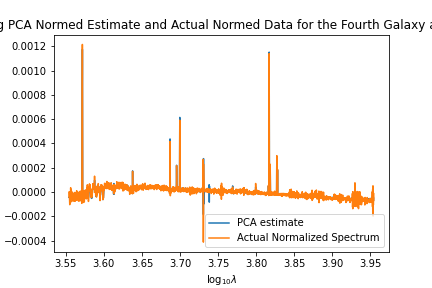 PCA Normed Estimate and Actual Normed Data for the Fourth Galaxy
0.0012
0.0010
0.0008
0.0006
0.0004
0.0002
0.0000
−0.0002
−0.0004
3.55 3.60 3.65 3.70 3.75 3.80 3.85 3.90 3.95
log₁₀λ
PCA estimate
Actual Normalized Spectrum